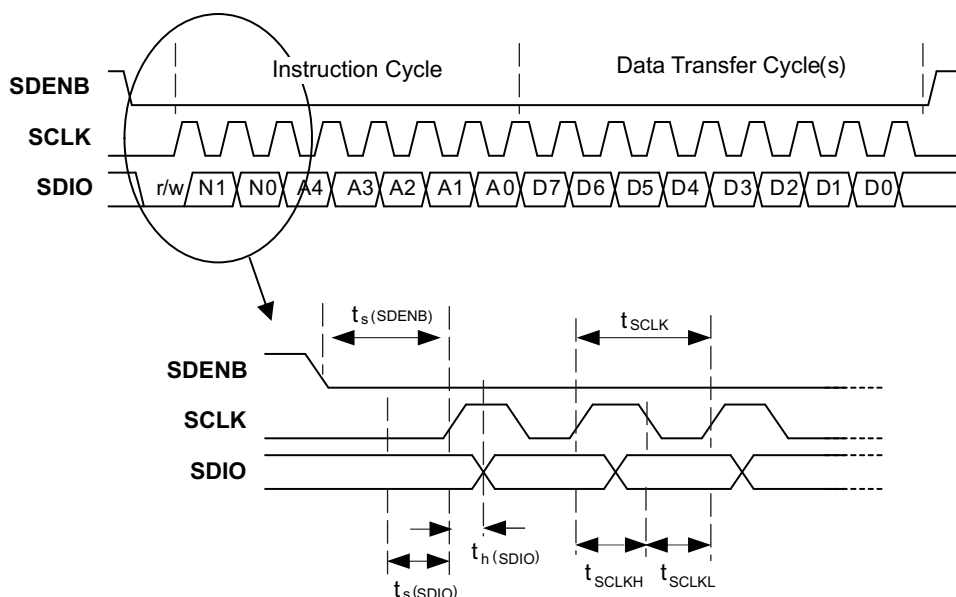 Instruction Cycle
Data Transfer Cycle(s)
SDENB
SCLK
SDIO
r/w N1 N0 A4 A3 A2 A1 A0 D7 D6 D5 D4 D3 D2 D1 D0
ts(SDENB)
tSCLK
SDENB
SCLK
SDIO
th(SDIO)
ts(SDIO)
tSCLKH
tSCLKL